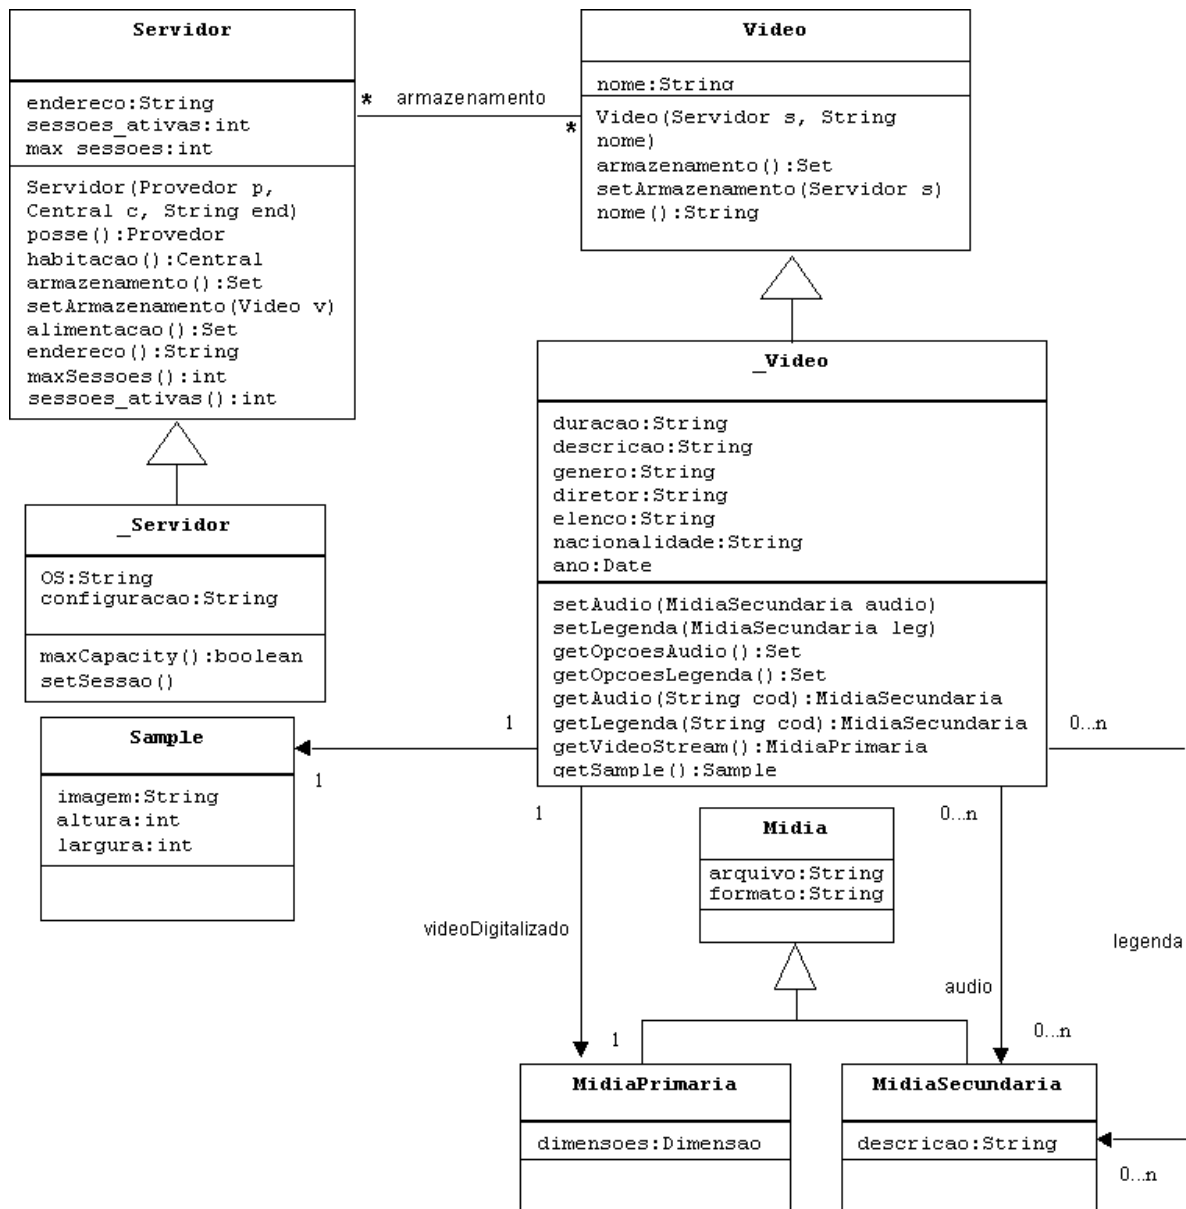 Servidor
endereco:String
sessoes_ativas:int
max sessoes:int
Servidor(Provedor p,
Central c, String end)
posse():Provedor
habitacao():Central
armazenamento():Set
setArmazenamento(Video v)
alimentacao():Set
endereco():String
maxSessoes():int
sessoes_ativas():int
* armazenamento
*
Video
nome:String
Video(Servidor s, String
nome)
armazenamento():Set
setArmazenamento(Servidor s)
nome():String
_Servidor
OS:String
configuracao:String
maxCapacity():boolean
setSessao()
_Video
duracao:String
descricao:String
genero:String
diretor:String
elenco:String
nacionalidade:String
ano:Date
setAudio(MidiaSecundaria audio)
setLegenda(MidiaSecundaria leg)
getOpcoesAudio():Set
getOpcoesLegenda():Set
getAudio(String cod):MidiaSecundaria
getLegenda(String cod):MidiaSecundaria
getVideoStream():MidiaPrimaria
getSample():Sample
Sample
imagem:String
altura:int
largura:int
1
1
0...n
1
0...n
Midia
arquivo:String
formato:String
videoDigitalizado
legenda
audio
1
0...n
MidiaPrimaria
dimensoes:Dimensao
MidiaSecundaria
descricao:String
0...n